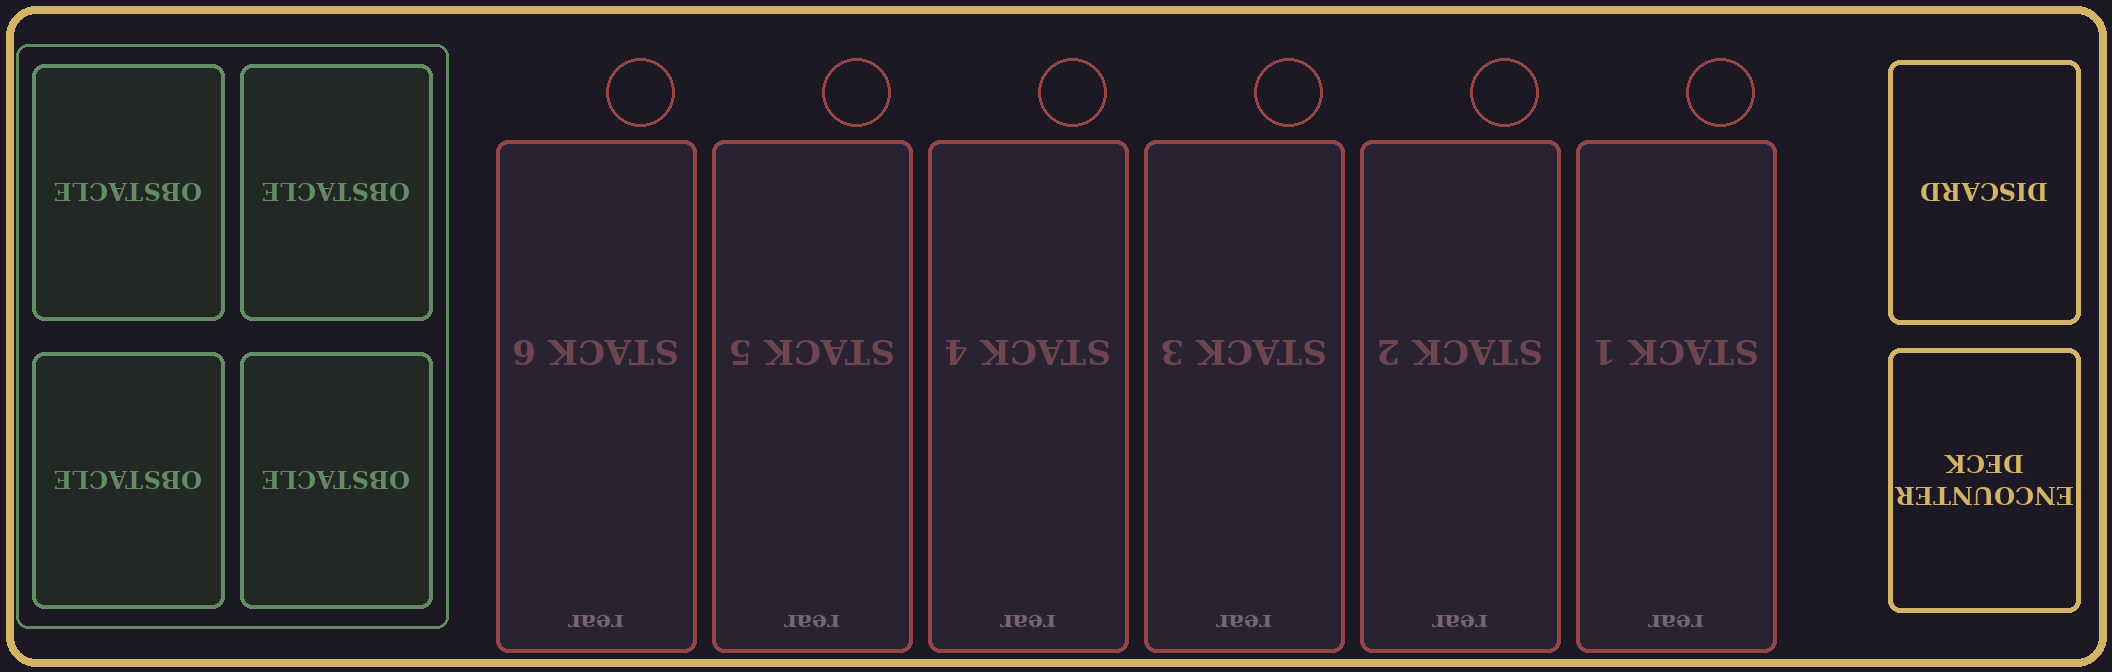 ENCOUNTER
DECK
DISCARD
rear
STACK 1
rear
STACK 2
rear
STACK 3
rear
STACK 4
rear
STACK 5
rear
STACK 6
OBSTACLE
OBSTACLE
OBSTACLE
OBSTACLE